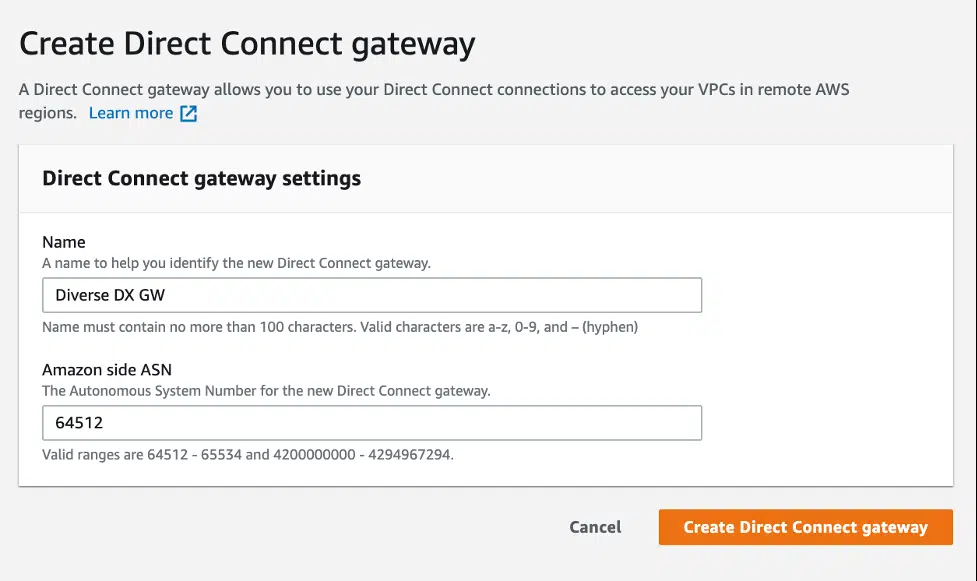 Create Direct Connect gateway
A Direct Connect gateway allows you to use your Direct Connect connections to access your VPCs in remote AWS
regions. Learn more
Direct Connect gateway settings
Name
A name to help you identify the new Direct Connect gateway.
Diverse DX GW
Name must contain no more than 100 characters. Valid characters are a-z, 0-9, and – (hyphen)
Amazon side ASN
The Autonomous System Number for the new Direct Connect gateway.
64512
Valid ranges are 64512 - 65534 and 4200000000 - 4294967294.
Cancel Create Direct Connect gateway